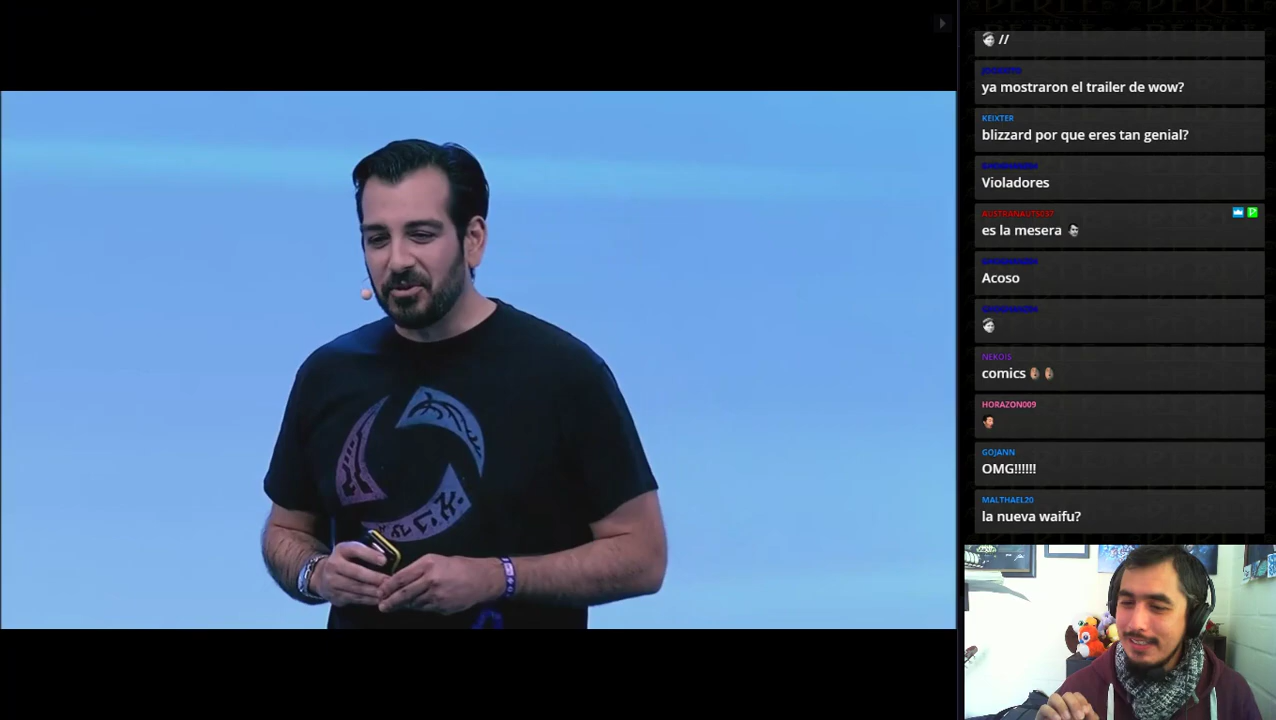 //
ya mostraron el trailer de wow?
KEIXTER
blizzard por que eres tan genial?
Violadores
AUSTRANAUTS037
es la mesera
Acoso
NEKOIS
comics
HORAZON009
GOJANN
OMG!!!!!!
MALTHAEL20
la nueva waifu?